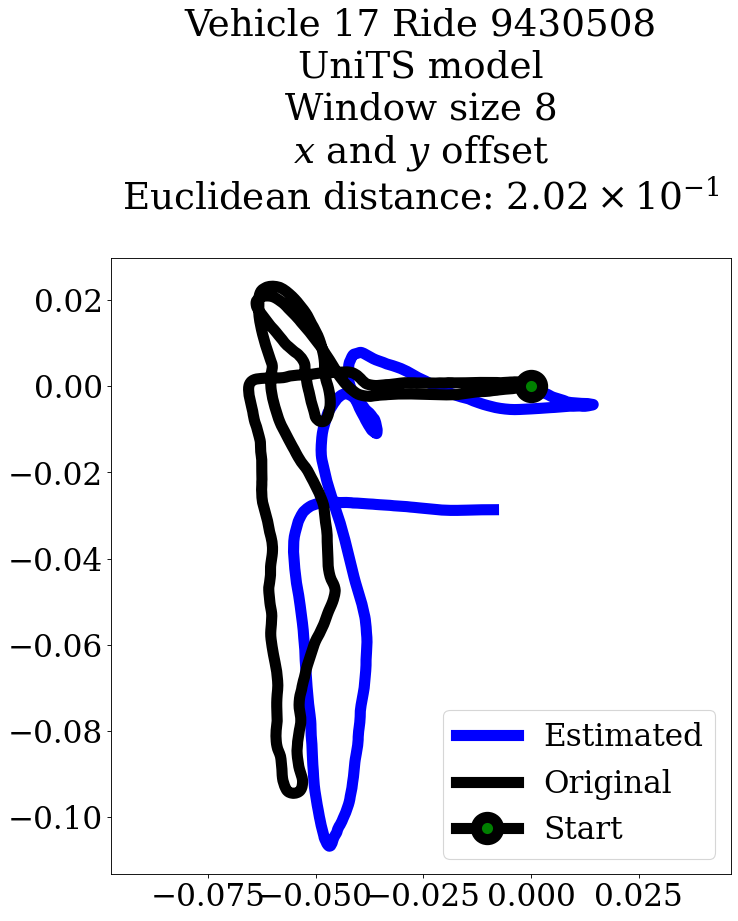 Vehicle 17 Ride 9430508
UniTS model
Window size 8
x and y offset
Euclidean distance: 2.02 × 10⁻¹
0.02
0.00
−0.02
−0.04
−0.06
−0.08
−0.10
Estimated
Original
Start
−0.075 −0.050 −0.025 0.000 0.025